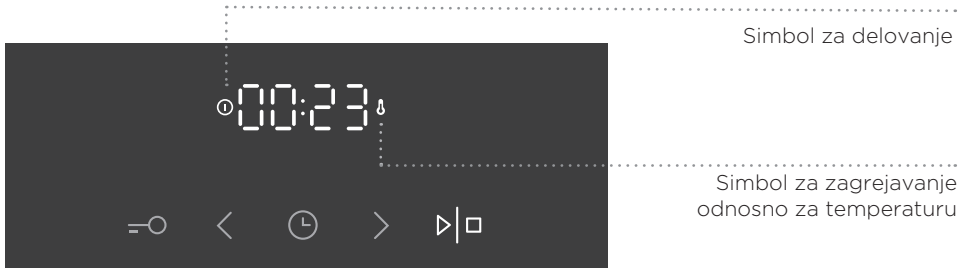 Simbol za delovanje
00:23
Simbol za zagrejavanje
odnosno za temperaturu